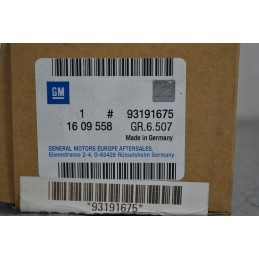 GM
1 # 93191675
16 09 558 GR.6.507
Made in Germany
GENERAL MOTORS EUROPE AFTERSALES.
Eisenstrasse 2-4, D-65428 Rüsselsheim Germany
*93191675*